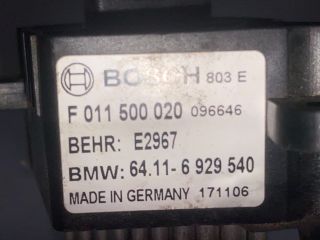 BOSCH 803 E
F 011 500 020 096646
BEHR: E2967
BMW: 64.11- 6 929 540
MADE IN GERMANY 171106